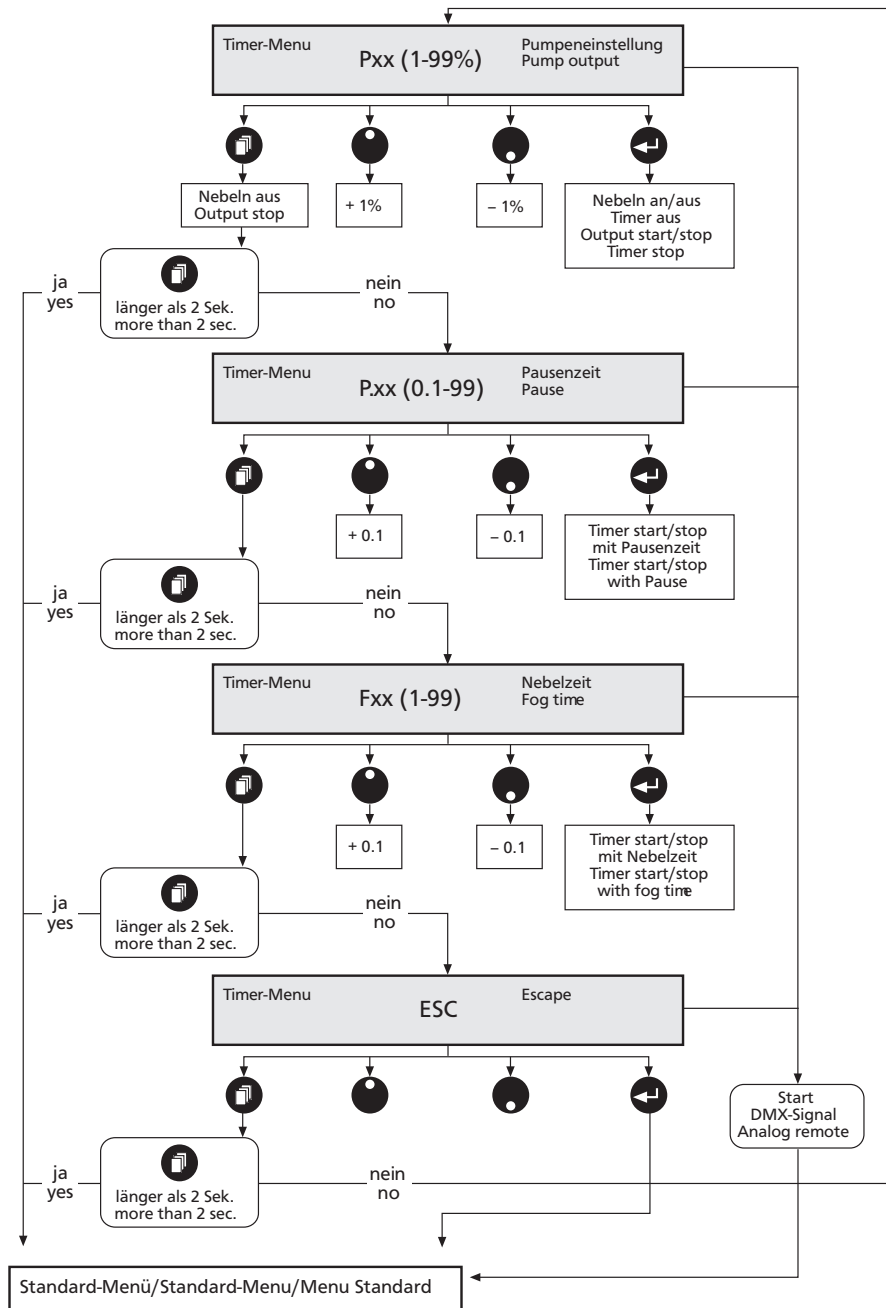 Timer-Menu
Pxx (1-99%)
Pumpeneinstellung
Pump output
Nebeln aus
Output stop
+ 1%
– 1%
Nebeln an/aus
Timer aus
Output start/stop
Timer stop
ja
yes
länger als 2 Sek.
more than 2 sec.
nein
no
Timer-Menu
P.xx (0.1-99)
Pausenzeit
Pause
+ 0.1
– 0.1
Timer start/stop
mit Pausenzeit
Timer start/stop
with Pause
ja
yes
länger als 2 Sek.
more than 2 sec.
nein
no
Timer-Menu
Fxx (1-99)
Nebelzeit
Fog time
+ 0.1
– 0.1
Timer start/stop
mit Nebelzeit
Timer start/stop
with fog time
ja
yes
länger als 2 Sek.
more than 2 sec.
nein
no
Timer-Menu
ESC
Escape
Start
DMX-Signal
Analog remote
ja
yes
länger als 2 Sek.
more than 2 sec.
nein
no
Standard-Menü/Standard-Menu/Menu Standard